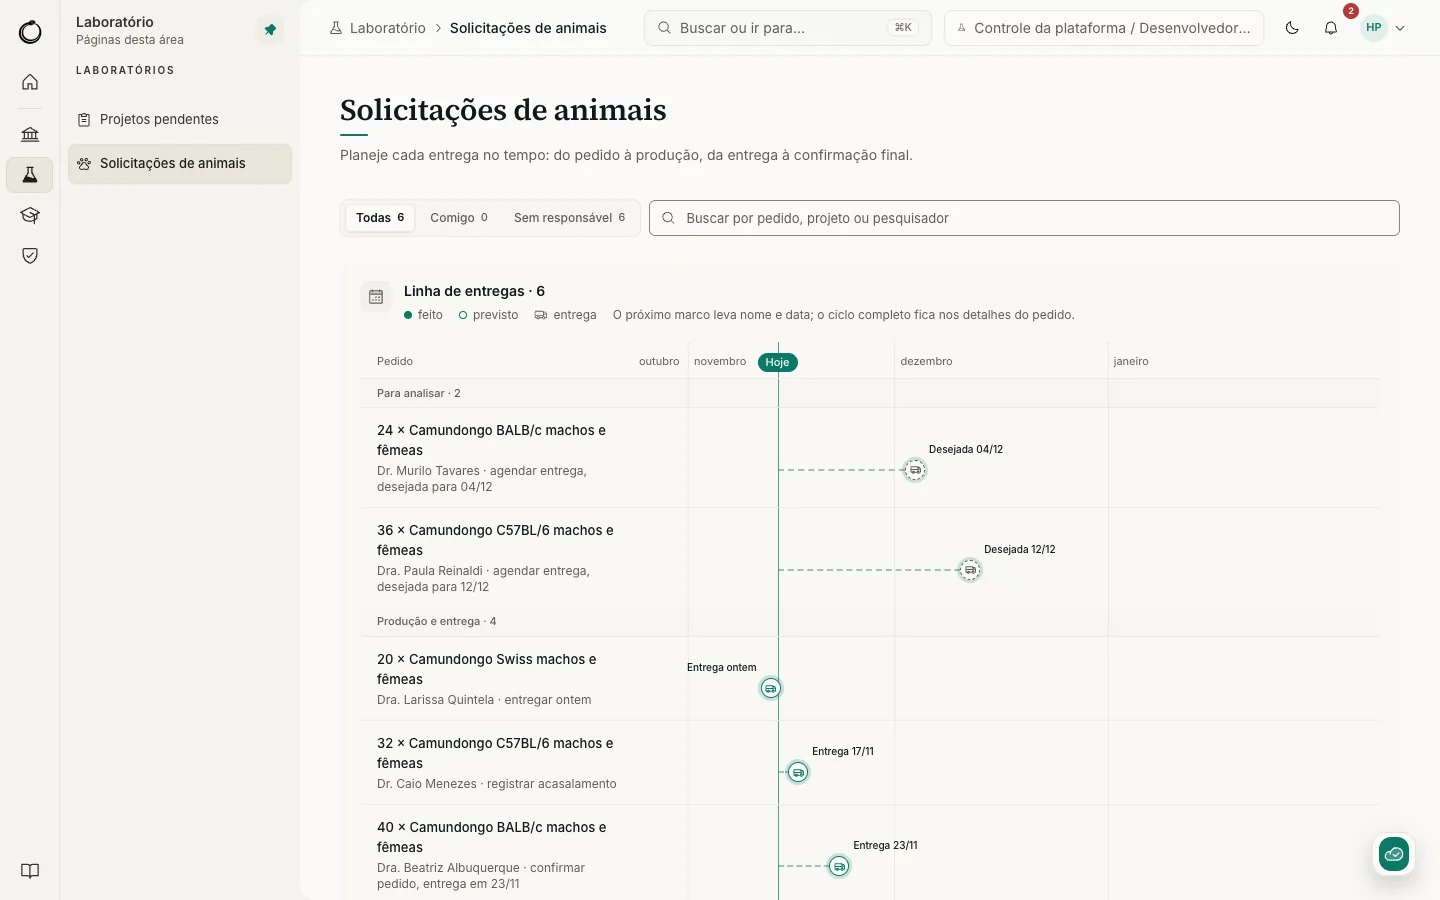 Laboratório
Páginas desta área
LABORATÓRIOS
Projetos pendentes
Solicitações de animais
Laboratório > Solicitações de animais
Buscar ou ir para...
⌘K
Controle da plataforma / Desenvolvedor...
2
HP
Solicitações de animais
Planeje cada entrega no tempo: do pedido à produção, da entrega à confirmação final.
Todas 6
Comigo 0
Sem responsável 6
Buscar por pedido, projeto ou pesquisador
Linha de entregas · 6
feito
previsto
entrega
O próximo marco leva nome e data; o ciclo completo fica nos detalhes do pedido.
Pedido
outubro
novembro
Hoje
dezembro
janeiro
Para analisar · 2
24 × Camundongo BALB/c machos e
fêmeas
Dr. Murilo Tavares · agendar entrega,
desejada para 04/12
Desejada 04/12
36 × Camundongo C57BL/6 machos e
fêmeas
Dra. Paula Reinaldi · agendar entrega,
desejada para 12/12
Desejada 12/12
Produção e entrega · 4
20 × Camundongo Swiss machos e
fêmeas
Dra. Larissa Quintela · entregar ontem
Entrega ontem
32 × Camundongo C57BL/6 machos e
fêmeas
Dr. Caio Menezes · registrar acasalamento
Entrega 17/11
40 × Camundongo BALB/c machos e
fêmeas
Dra. Beatriz Albuquerque · confirmar
pedido, entrega em 23/11
Entrega 23/11